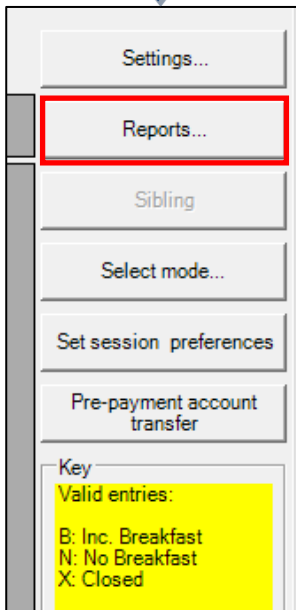 Settings...
Reports...
Sibling
Select mode...
Set session  preferences
Pre-payment account
transfer
Key
Valid entries:
B: Inc. Breakfast
N: No Breakfast
X: Closed